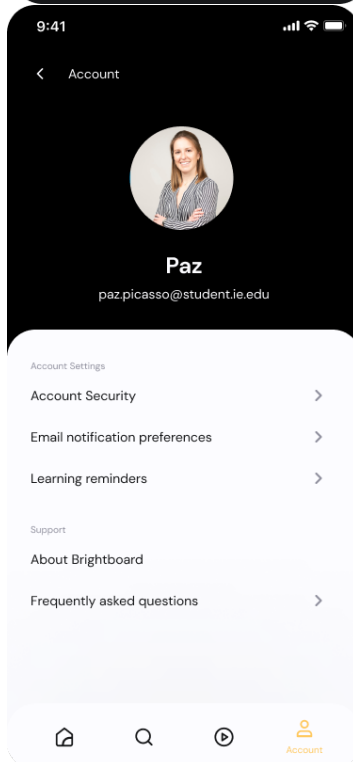 9:41
Account
Paz
paz.picasso@student.ie.edu
Account Settings
Account Security
Email notification preferences
Learning reminders
Support
About Brightboard
Frequently asked questions
Account